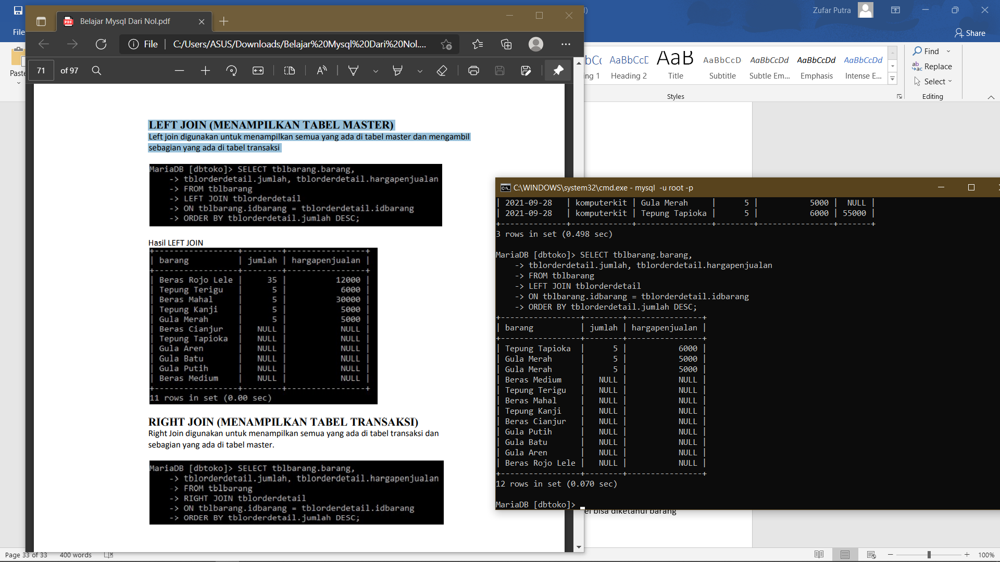 Zufar Putra
File
Share
Paste
Belajar Mysql Dari Nol.pdf
File
C:/Users/ASUS/Downloads/Belajar%20Mysql%20Dari%20Nol....
71 of 97
AaBbCcD
Heading 2
AaB
Title
AaBbCcD
Subtitle
AaBbCcDd
Subtle Em...
AaBbCcDd
Emphasis
AaBbCcDd
Intense E...
Styles
Find
Replace
Select
Editing
LEFT JOIN (MENAMPILKAN TABEL MASTER)
Left join digunakan untuk menampilkan semua yang ada di tabel master dan mengambil
sebagian yang ada di tabel transaksi
MariaDB [dbtoko]> SELECT tblbarang.barang,
-> tblorderdetail.jumlah, tblorderdetail.hargapenjualan
-> FROM tblbarang
-> LEFT JOIN tblorderdetail
-> ON tblbarang.idbarang = tblorderdetail.idbarang
-> ORDER BY tblorderdetail.jumlah DESC;
Hasil LEFT JOIN
+-----------------+--------+----------------+
| barang | jumlah | hargapenjualan |
+-----------------+--------+----------------+
| Beras Rojo Lele | 35 | 12000 |
| Tepung Terigu | 5 | 6000 |
| Beras Mahal | 5 | 30000 |
| Tepung Kanji | 5 | 5000 |
| Gula Merah | 5 | 5000 |
| Beras Cianjur | NULL | NULL |
| Tepung Tapioka | NULL | NULL |
| Gula Aren | NULL | NULL |
| Gula Batu | NULL | NULL |
| Gula Putih | NULL | NULL |
| Beras Medium | NULL | NULL |
+-----------------+--------+----------------+
11 rows in set (0.00 sec)
RIGHT JOIN (MENAMPILKAN TABEL TRANSAKSI)
Right Join digunakan untuk menampilkan semua yang ada di tabel transaksi dan
sebagian yang ada di tabel master.
MariaDB [dbtoko]> SELECT tblbarang.barang,
-> tblorderdetail.jumlah, tblorderdetail.hargapenjualan
-> FROM tblbarang
-> RIGHT JOIN tblorderdetail
-> ON tblbarang.idbarang = tblorderdetail.idbarang
-> ORDER BY tblorderdetail.jumlah DESC;
C:\WINDOWS\system32\cmd.exe - mysql -u root -p
| 2021-09-28 | komputerkit | Gula Merah | 5 | 5000 | NULL |
| 2021-09-28 | komputerkit | Tepung Tapioka | 5 | 6000 | 55000 |
+--------------+-------------+----------------+--------+----------------+-------+
3 rows in set (0.498 sec)
MariaDB [dbtoko]> SELECT tblbarang.barang,
-> tblorderdetail.jumlah, tblorderdetail.hargapenjualan
-> FROM tblbarang
-> LEFT JOIN tblorderdetail
-> ON tblbarang.idbarang = tblorderdetail.idbarang
-> ORDER BY tblorderdetail.jumlah DESC;
+-----------------+--------+----------------+
| barang | jumlah | hargapenjualan |
+-----------------+--------+----------------+
| Tepung Tapioka | 5 | 6000 |
| Gula Merah | 5 | 5000 |
| Gula Merah | 5 | 5000 |
| Beras Medium | NULL | NULL |
| Tepung Terigu | NULL | NULL |
| Beras Mahal | NULL | NULL |
| Tepung Kanji | NULL | NULL |
| Beras Cianjur | NULL | NULL |
| Gula Putih | NULL | NULL |
| Gula Batu | NULL | NULL |
| Gula Aren | NULL | NULL |
| Beras Rojo Lele | NULL | NULL |
+-----------------+--------+----------------+
12 rows in set (0.070 sec)
MariaDB [dbtoko]>
bisa diketahui barang
Page 33 of 33
400 words
100%